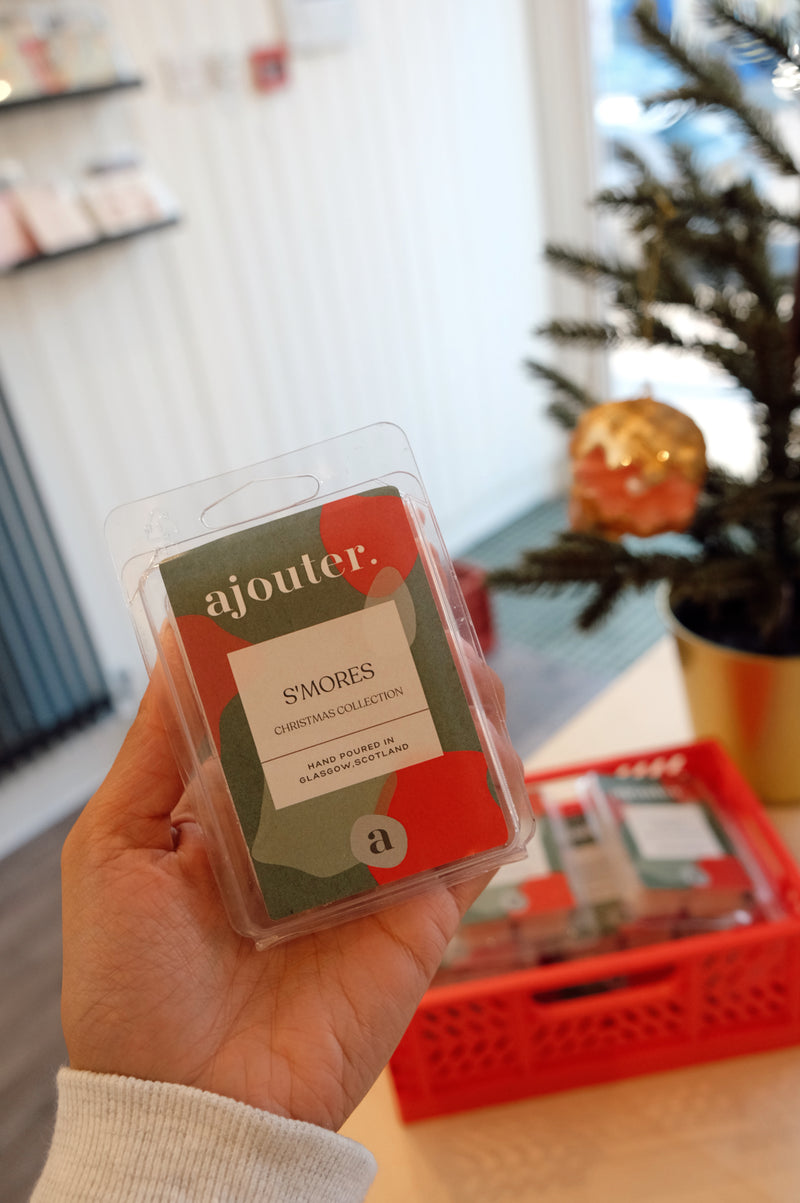 ajouter.
S'MORES
CHRISTMAS COLLECTION
HAND POURED IN
GLASGOW,SCOTLAND
a